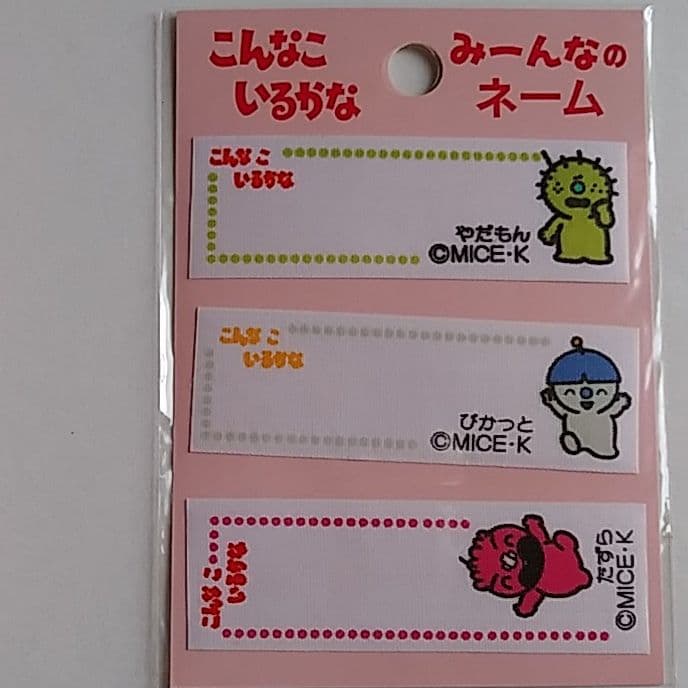 こんなこ
いるかな
みーんなの
ネーム
こんなこ
いるかな
やだもん
©MICE・K
こんなこ
いるかな
ぴかっと
©MICE・K
こんなこ
いるかな
たずら
©MICE・K